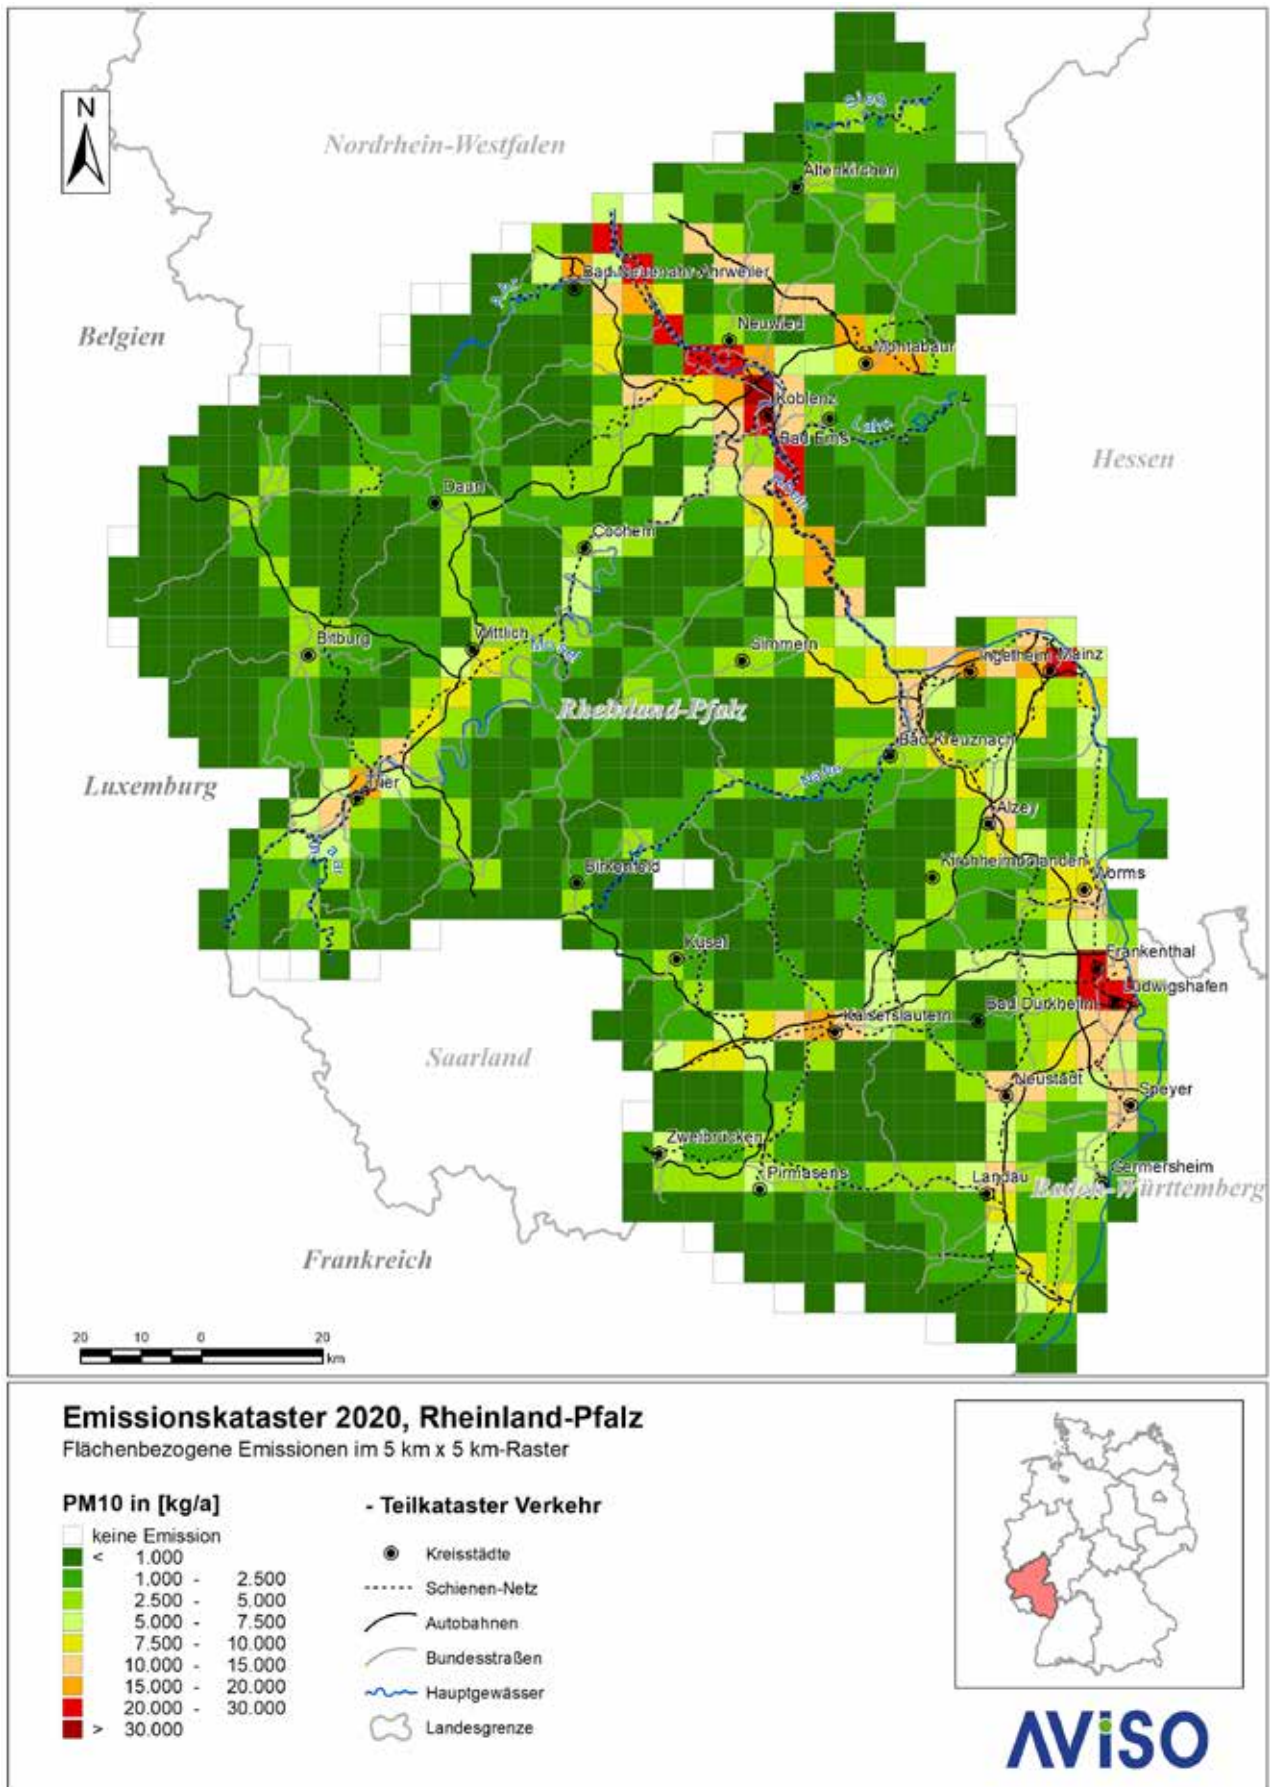 N
Nordrhein-Westfalen
Sieg
Altenkirchen
Bad Neuenahr-Ahrweiler
Ahr
Belgien
Neuwied
Montabaur
Koblenz
Lahn
Bad Ems
Hessen
Rhein
Daun
Cochem
Bitburg
Wittlich
Mosel
Simmern
Ingelheim
Mainz
Rheinland-Pfalz
Bad Kreuznach
Luxemburg
Trier
Nahe
Alzey
Saar
Birkenfeld
Kirchheimbolanden
Worms
Kusel
Frankenthal
Ludwigshafen
Bad Dürkheim
Kaiserslautern
Saarland
Neustadt
Speyer
Zweibrücken
Pirmasens
Landau
Germersheim
Baden-Württemberg
Frankreich
20 10 0 20
km
Emissionskataster 2020, Rheinland-Pfalz
Flächenbezogene Emissionen im 5 km x 5 km-Raster
PM10 in [kg/a]
keine Emission
< 1.000
1.000 - 2.500
2.500 - 5.000
5.000 - 7.500
7.500 - 10.000
10.000 - 15.000
15.000 - 20.000
20.000 - 30.000
> 30.000
- Teilkataster Verkehr
Kreisstädte
Schienen-Netz
Autobahnen
Bundesstraßen
Hauptgewässer
Landesgrenze
AViSO